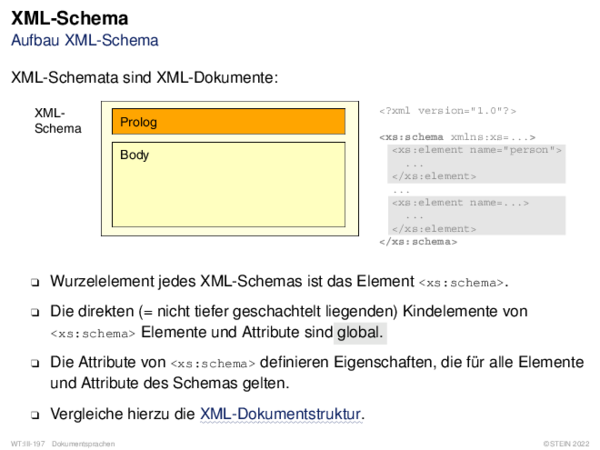 XML-Schema
Aufbau XML-Schema
XML-Schemata sind XML-Dokumente:
XML-
Schema
Prolog
Body
<?xml version="1.0"?>
<xs:schema xmlns:xs=...>
<xs:element name="person">
...
</xs:element>
...
<xs:element name=...>
...
</xs:element>
</xs:schema>
❑ Wurzelelement jedes XML-Schemas ist das Element <xs:schema>.
❑ Die direkten (= nicht tiefer geschachtelt liegenden) Kindelemente von
<xs:schema> Elemente und Attribute sind global.
❑ Die Attribute von <xs:schema> definieren Eigenschaften, die für alle Elemente
und Attribute des Schemas gelten.
❑ Vergleiche hierzu die XML-Dokumentstruktur.
WT:III-197 Dokumentsprachen
©STEIN 2022